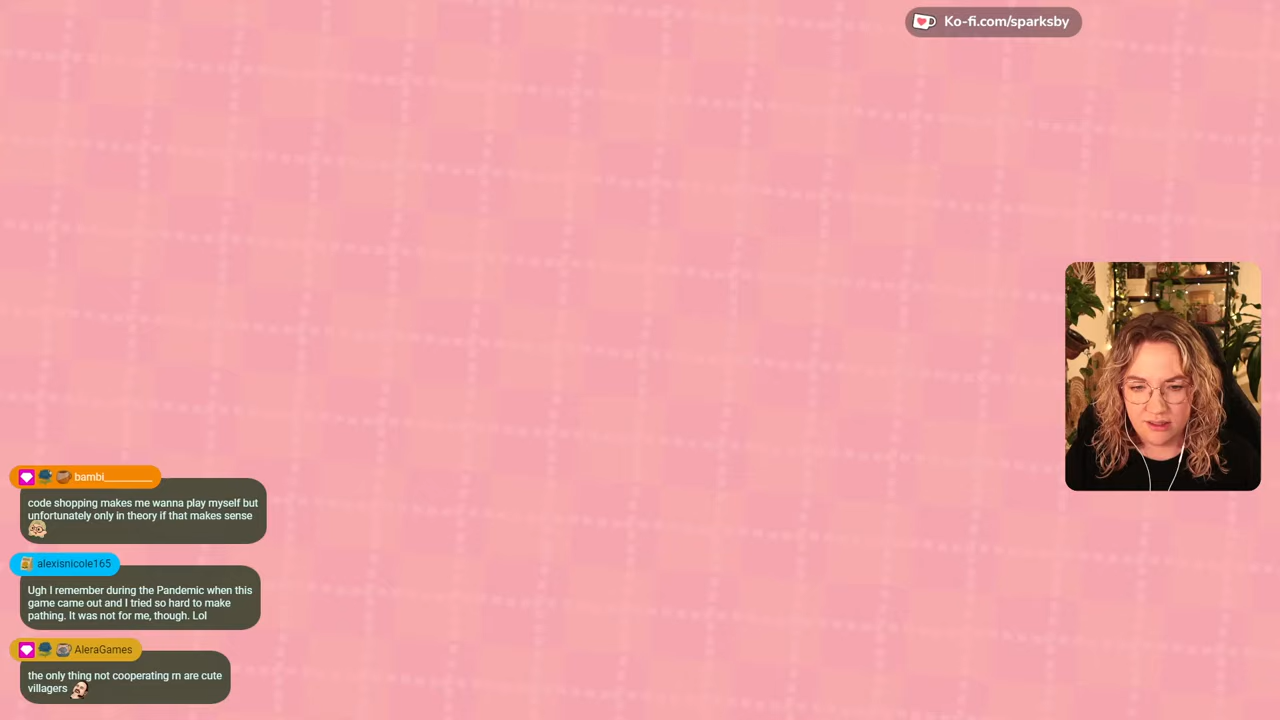 Ko-fi.com/sparksby
bambi__________
code shopping makes me wanna play myself but
unfortunately only in theory if that makes sense
alexisnicole165
Ugh I remember during the Pandemic when this
game came out and I tried so hard to make
pathing. It was not for me, though. Lol
AleraGames
the only thing not cooperating rn are cute
villagers